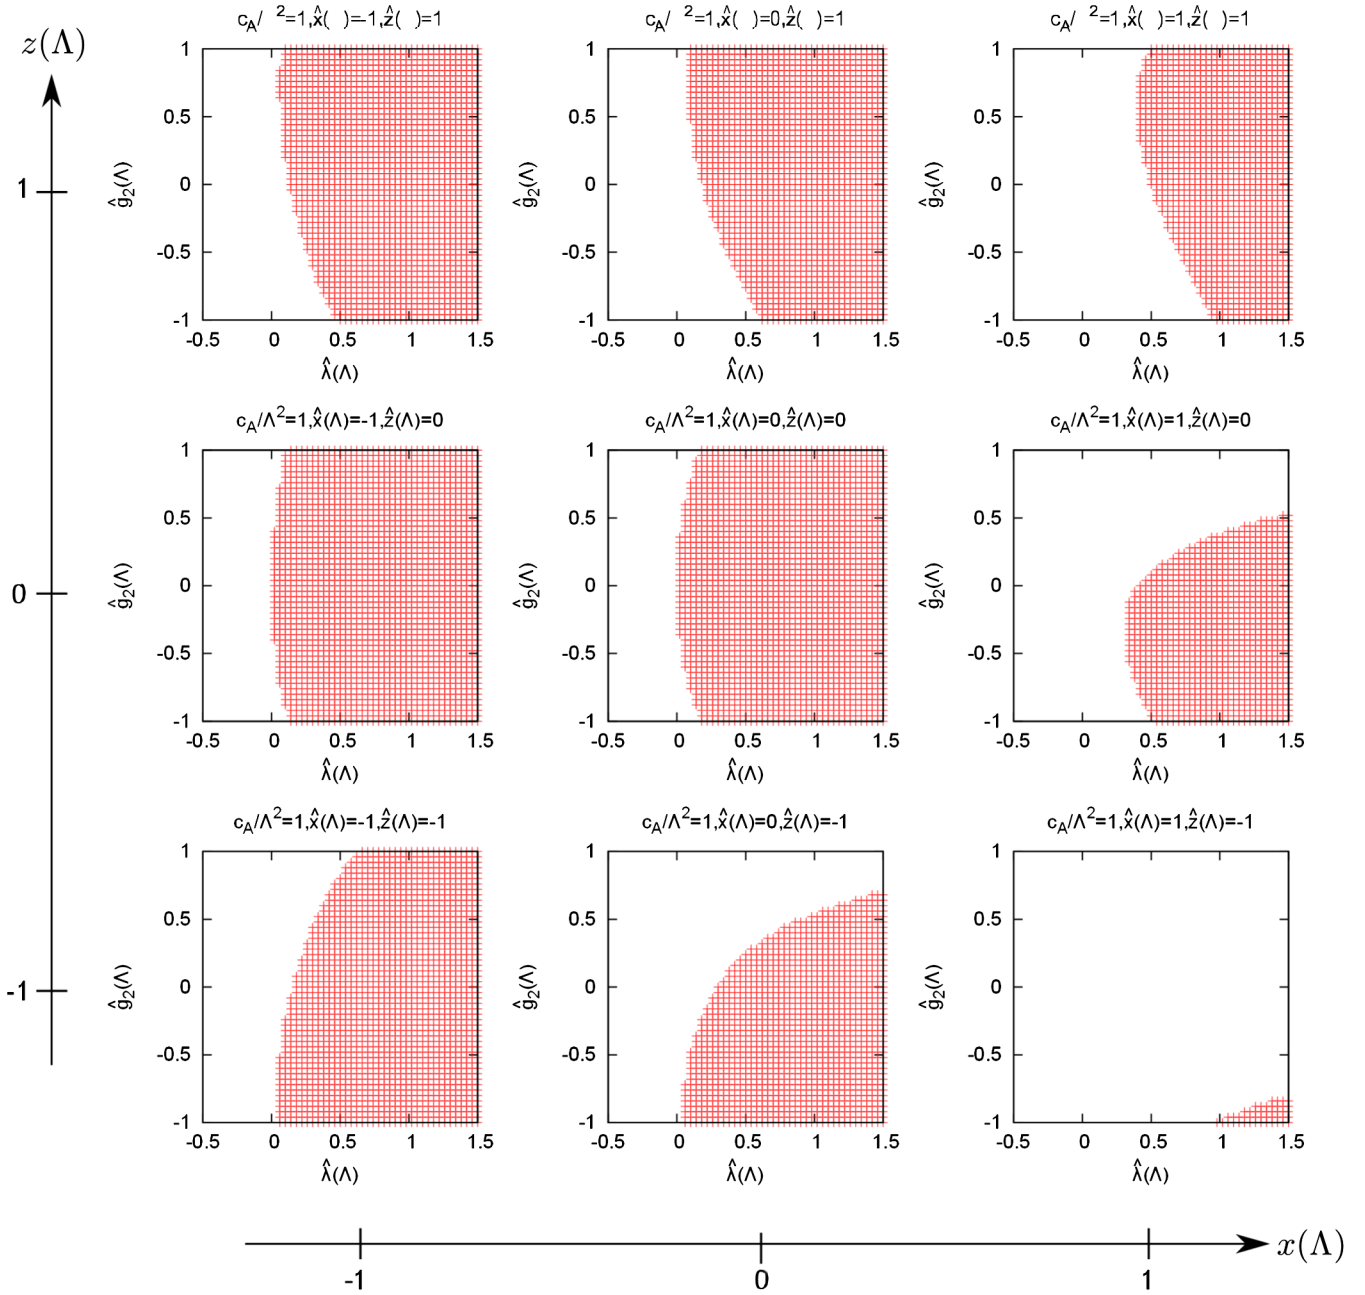 z(Λ)
1
0
-1
c_A/ ²=1,x̂( )=-1,ẑ( )=1
1
0.5
0
-0.5
-1
ĝ₂(Λ)
-0.5 0 0.5 1 1.5
λ̂(Λ)
c_A/ ²=1,x̂( )=0,ẑ( )=1
1
0.5
0
-0.5
-1
ĝ₂(Λ)
-0.5 0 0.5 1 1.5
λ̂(Λ)
c_A/ ²=1,x̂( )=1,ẑ( )=1
1
0.5
0
-0.5
-1
ĝ₂(Λ)
-0.5 0 0.5 1 1.5
λ̂(Λ)
c_A/Λ²=1,x̂(Λ)=-1,ẑ(Λ)=0
1
0.5
0
-0.5
-1
ĝ₂(Λ)
-0.5 0 0.5 1 1.5
λ̂(Λ)
c_A/Λ²=1,x̂(Λ)=0,ẑ(Λ)=0
1
0.5
0
-0.5
-1
ĝ₂(Λ)
-0.5 0 0.5 1 1.5
λ̂(Λ)
c_A/Λ²=1,x̂(Λ)=1,ẑ(Λ)=0
1
0.5
0
-0.5
-1
ĝ₂(Λ)
-0.5 0 0.5 1 1.5
λ̂(Λ)
c_A/Λ²=1,x̂(Λ)=-1,ẑ(Λ)=-1
1
0.5
0
-0.5
-1
ĝ₂(Λ)
-0.5 0 0.5 1 1.5
λ̂(Λ)
c_A/Λ²=1,x̂(Λ)=0,ẑ(Λ)=-1
1
0.5
0
-0.5
-1
ĝ₂(Λ)
-0.5 0 0.5 1 1.5
λ̂(Λ)
c_A/Λ²=1,x̂(Λ)=1,ẑ(Λ)=-1
1
0.5
0
-0.5
-1
ĝ₂(Λ)
-0.5 0 0.5 1 1.5
λ̂(Λ)
x(Λ)
-1 0 1